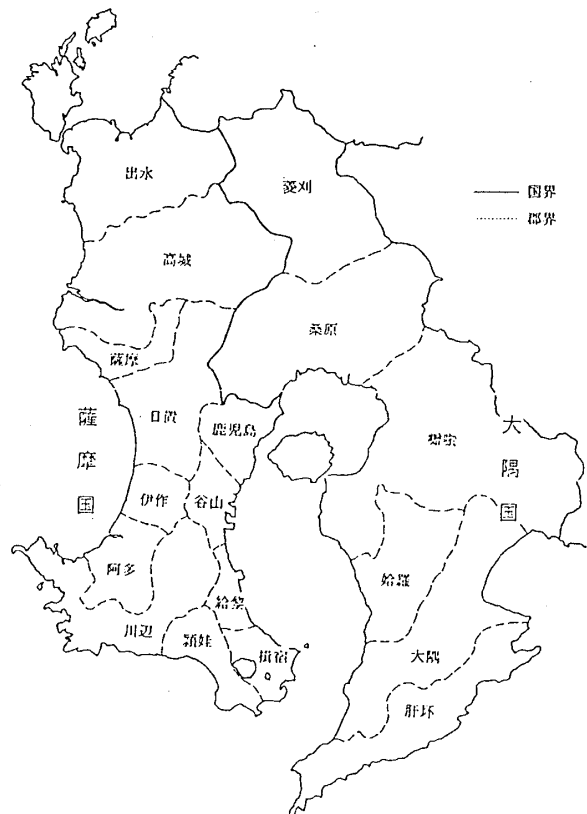 出水
菱刈
国界
郡界
高城
桑原
薩摩
日置
鹿児島
薩摩国
大隅国
囎唹
伊作
谷山
阿多
姶羅
給黎
川辺
頴娃
揖宿
大隅
肝坏